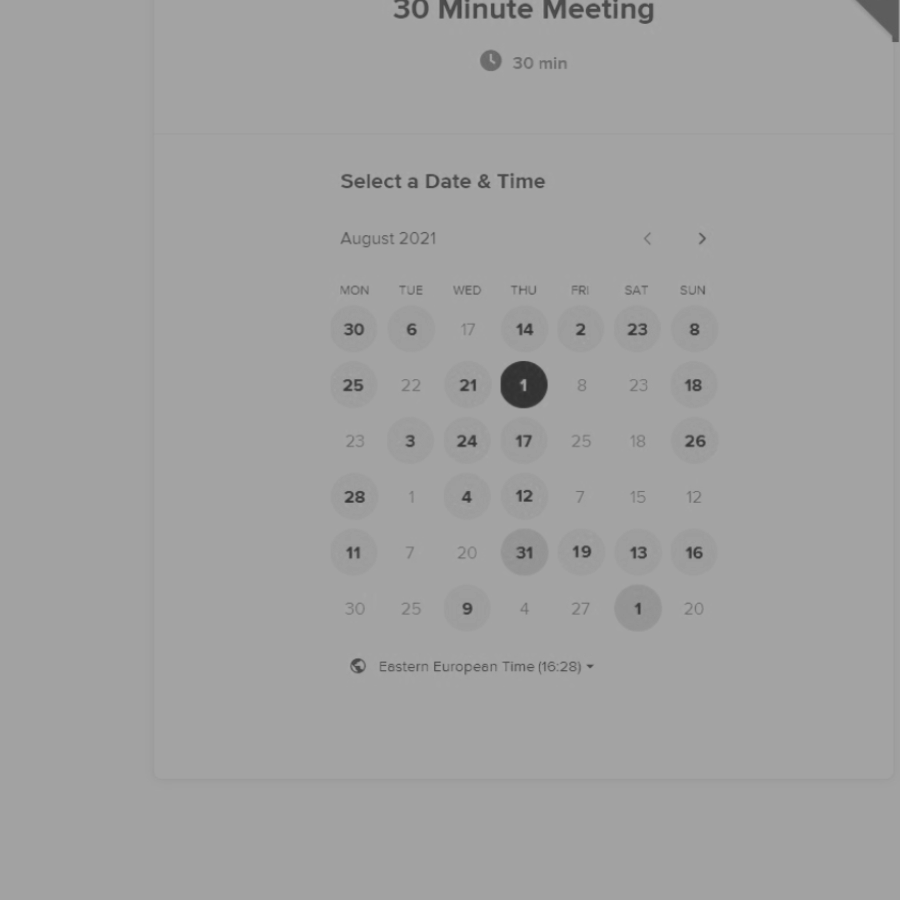 30 Minute Meeting
30 min
Select a Date & Time
August 2021
MON TUE WED THU FRI SAT SUN
30 6 17 14 2 23 8
25 22 21 1 8 23 18
23 3 24 17 25 18 26
28 1 4 12 7 15 12
11 7 20 31 19 13 16
30 25 9 4 27 1 20
Eastern European Time (16:28)